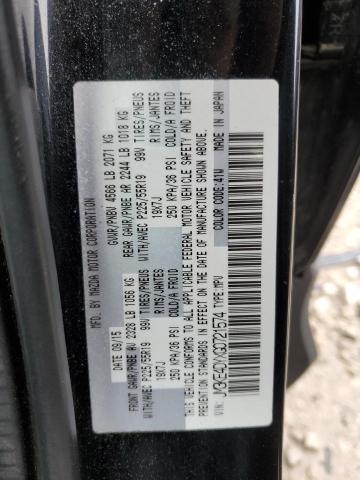 MFD BY MAZDA MOTOR CORPORATION
DATE 09/15 GVWR/PNBV 4566 LB 2071 KG
FRONT GAWR/PNBE AV 2328 LB 1056 KG REAR GAWR/PNBE AR 2244 LB 1018 KG
WITH/AVEC P225/55R19 99V TIRES/PNEUS WITH/AVEC P225/55R19 99V TIRES/PNEUS
19X7J RIMS/JANTES 19X7J RIMS/JANTES
250 KPA/36 PSI COLD/A FROID 250 KPA/36 PSI COLD/A FROID
THIS VEHICLE CONFORMS TO ALL APPLICABLE FEDERAL MOTOR VEHICLE SAFETY AND THEFT
PREVENTION STANDARDS IN EFFECT ON THE DATE OF MANUFACTURE SHOWN ABOVE.
COLOR CODE:41W MADE IN JAPAN
VIN: JM3KE4DYXG0721574 TYPE:MPV